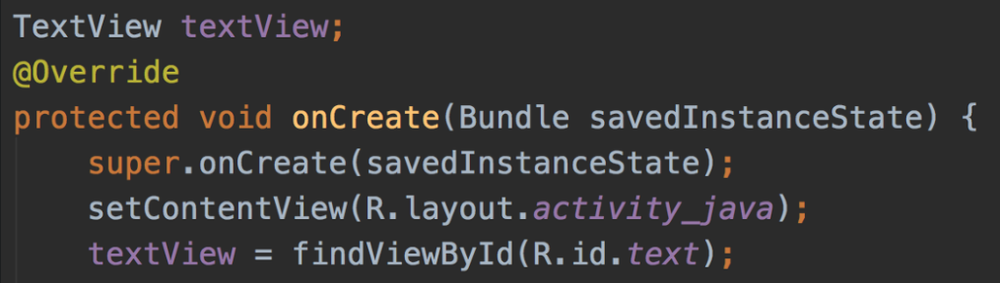 TextView textView;
@Override
protected void onCreate(Bundle savedInstanceState) {
super.onCreate(savedInstanceState);
setContentView(R.layout.activity_java);
textView = findViewById(R.id.text);